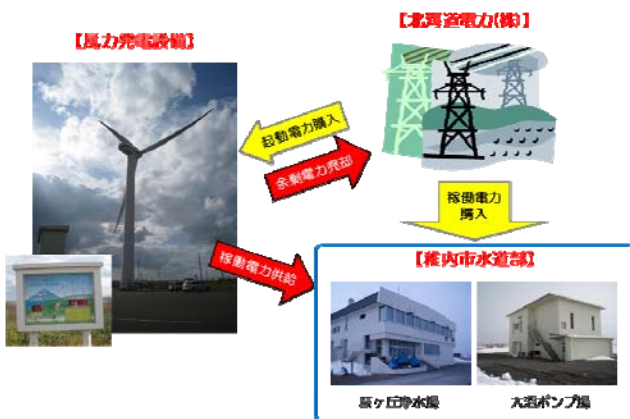 【風力発電設備】
【北海道電力(株)】
起動電力購入
余剰電力売却
稼働電力
購入
稼働電力供給
【稚内市水道部】
萩ヶ丘浄水場
大沼ポンプ場